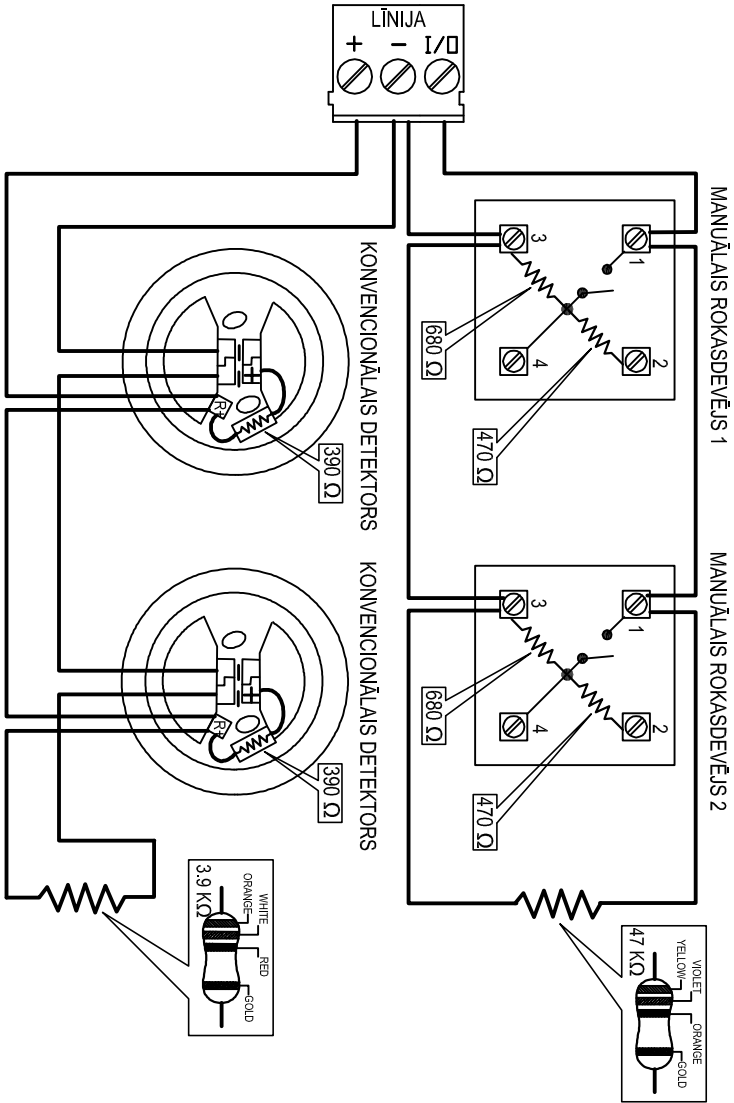 LĪNIJA
+ − I/O
MANUĀLAIS ROKASDEVĒJS 1
1
2
3
4
680 Ω
470 Ω
MANUĀLAIS ROKASDEVĒJS 2
1
2
3
4
680 Ω
470 Ω
47 KΩ
YELLOW
VIOLET
ORANGE
GOLD
KONVENCIONĀLAIS DETEKTORS
R+
390 Ω
KONVENCIONĀLAIS DETEKTORS
R+
390 Ω
3.9 KΩ
ORANGE
WHITE
RED
GOLD